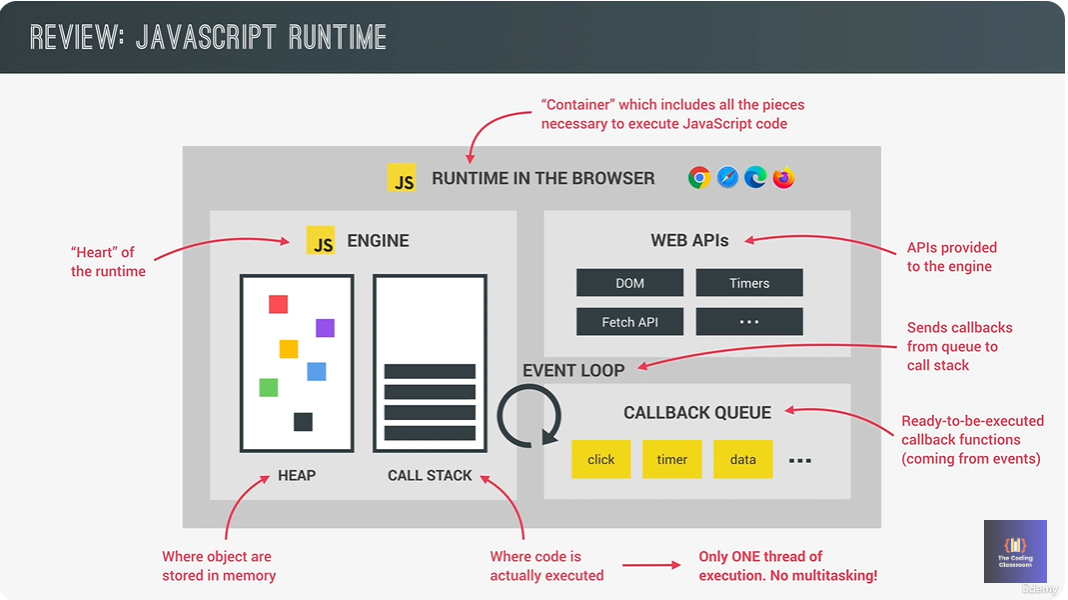 REVIEW: JAVASCRIPT RUNTIME
“Container” which includes all the pieces
necessary to execute JavaScript code
JS RUNTIME IN THE BROWSER
“Heart” of
the runtime
JS ENGINE
WEB APIs
APIs provided
to the engine
DOM
Timers
Fetch API
...
Sends callbacks
from queue to
call stack
EVENT LOOP
CALLBACK QUEUE
Ready-to-be-executed
callback functions
(coming from events)
click
timer
data
...
HEAP
CALL STACK
Where object are
stored in memory
Where code is
actually executed
Only ONE thread of
execution. No multitasking!
The Coding
Classroom
Udemy